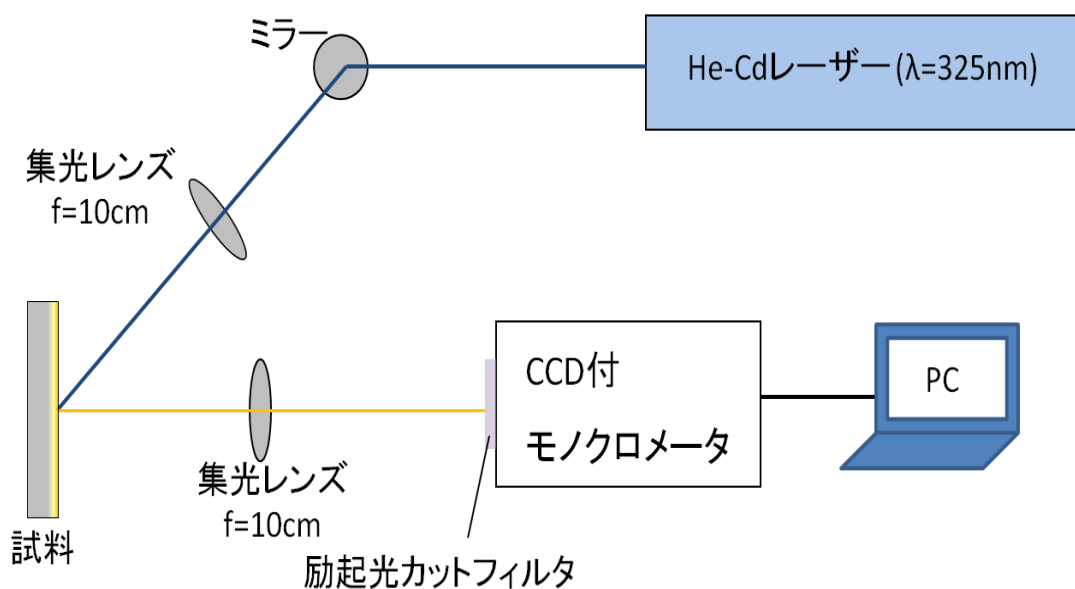 ミラー
He-Cdレーザー(λ=325nm)
集光レンズ
f=10cm
CCD付
モノクロメータ
PC
集光レンズ
f=10cm
試料
励起光カットフィルタ